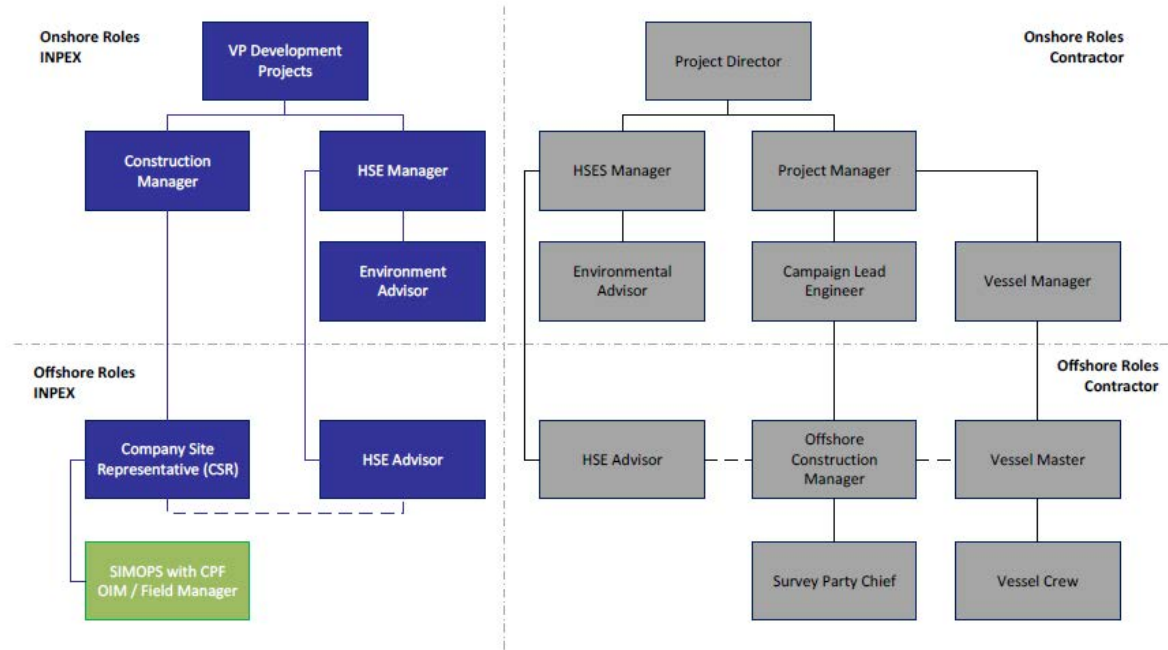 Onshore Roles
INPEX
VP Development
Projects
Project Director
Onshore Roles
Contractor
Construction
Manager
HSE Manager
HSES Manager
Project Manager
Environment
Advisor
Environmental
Advisor
Campaign Lead
Engineer
Vessel Manager
Offshore Roles
INPEX
Offshore Roles
Contractor
Company Site
Representative (CSR)
HSE Advisor
HSE Advisor
Offshore
Construction
Manager
Vessel Master
SIMOPS with CPF
OIM / Field Manager
Survey Party Chief
Vessel Crew